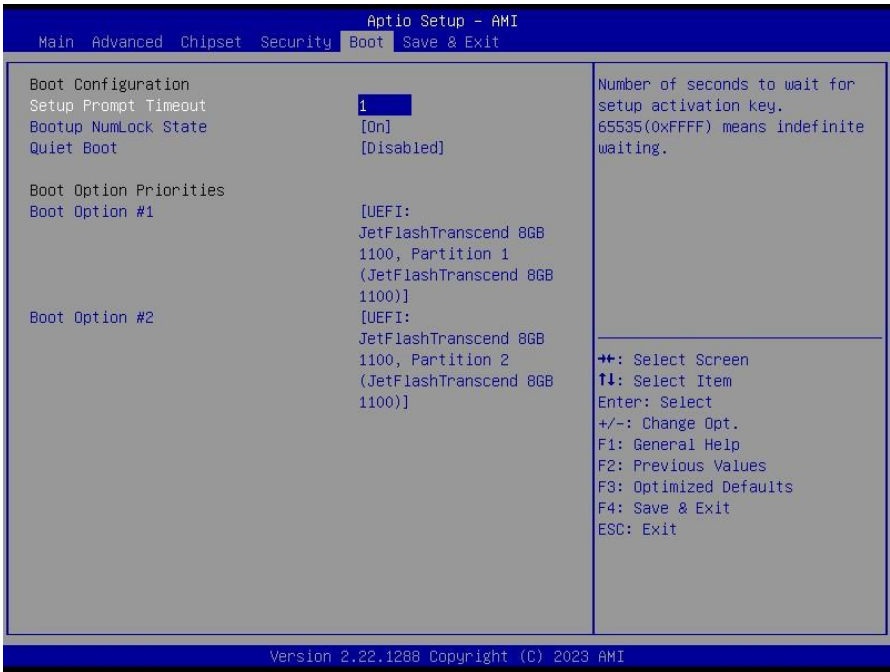 Aptio Setup – AMI
Main Advanced Chipset Security Boot Save & Exit
Boot Configuration
Setup Prompt Timeout 1
Bootup NumLock State [On]
Quiet Boot [Disabled]
Boot Option Priorities
Boot Option #1 [UEFI:
JetFlashTranscend 8GB
1100, Partition 1
(JetFlashTranscend 8GB
1100)]
Boot Option #2 [UEFI:
JetFlashTranscend 8GB
1100, Partition 2
(JetFlashTranscend 8GB
1100)]
Number of seconds to wait for
setup activation key.
65535(0xFFFF) means indefinite
waiting.
→←: Select Screen
↑↓: Select Item
Enter: Select
+/-: Change Opt.
F1: General Help
F2: Previous Values
F3: Optimized Defaults
F4: Save & Exit
ESC: Exit
Version 2.22.1288 Copyright (C) 2023 AMI